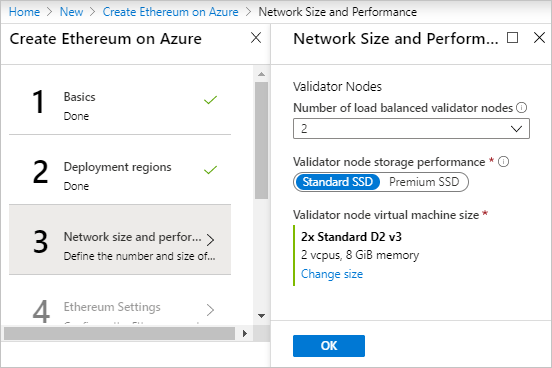 Home > New > Create Ethereum on Azure > Network Size and Performance
Create Ethereum on Azure
1
Basics
Done
2
Deployment regions
Done
3
Network size and perfor...
Define the number and size of...
4
Ethereum Settings
Network Size and Perform...
Validator Nodes
Number of load balanced validator nodes
2
Validator node storage performance *
Standard SSD Premium SSD
Validator node virtual machine size *
2x Standard D2 v3
2 vcpus, 8 GiB memory
Change size
OK